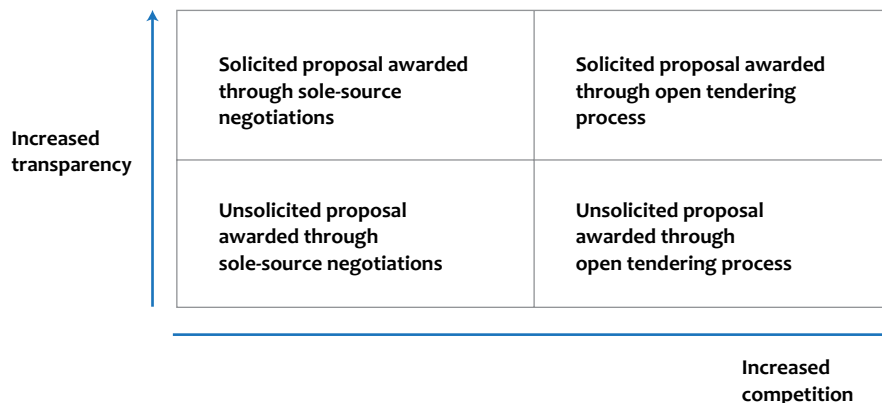 Solicited proposal awarded
through sole-source
negotiations
Solicited proposal awarded
through open tendering
process
Increased
transparency
Unsolicited proposal
awarded through
sole-source negotiations
Unsolicited proposal
awarded through
open tendering process
Increased
competition